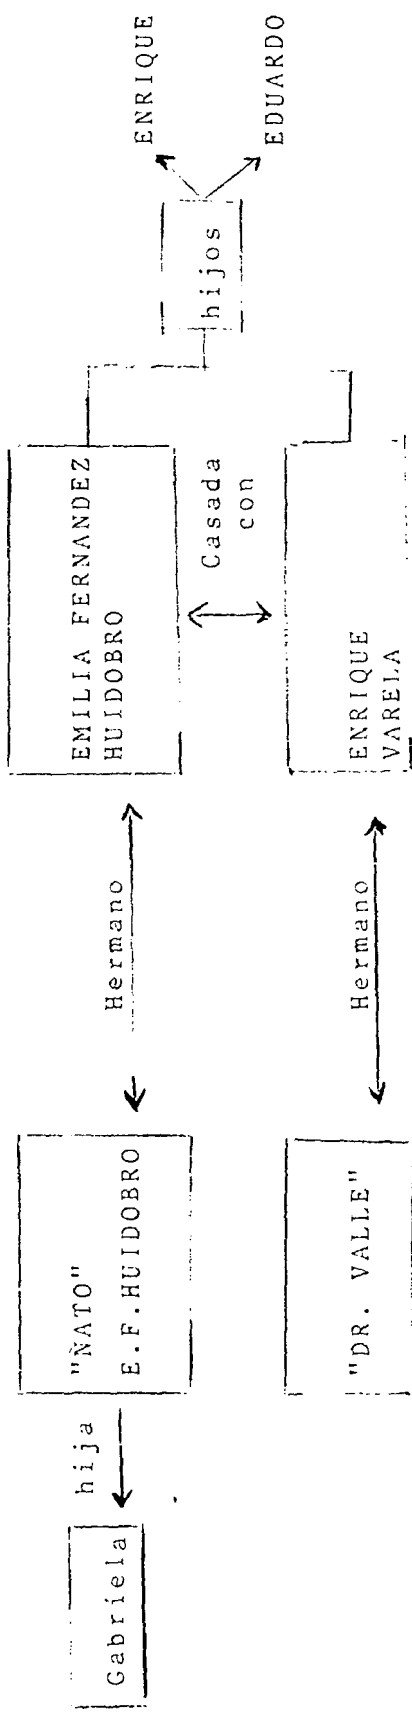 Gabriela
hija
"ÑATO"
E.F.HUIDOBRO
Hermano
EMILIA FERNANDEZ
HUIDOBRO
Casada
con
hijos
ENRIQUE
EDUARDO
"DR. VALLE"
Hermano
ENRIQUE
VARELA